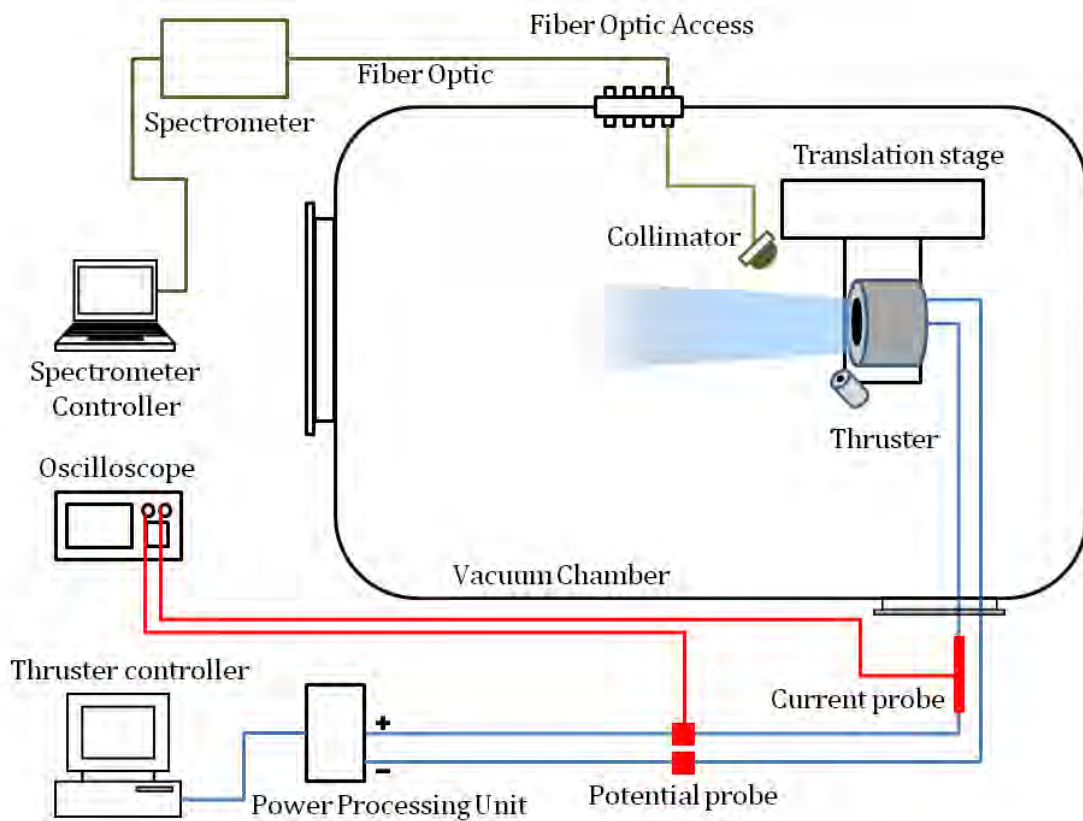 Fiber Optic Access
Fiber Optic
Spectrometer
Translation stage
Collimator
Spectrometer
Controller
Thruster
Oscilloscope
Vacuum Chamber
Thruster controller
Current probe
+
−
Potential probe
Power Processing Unit